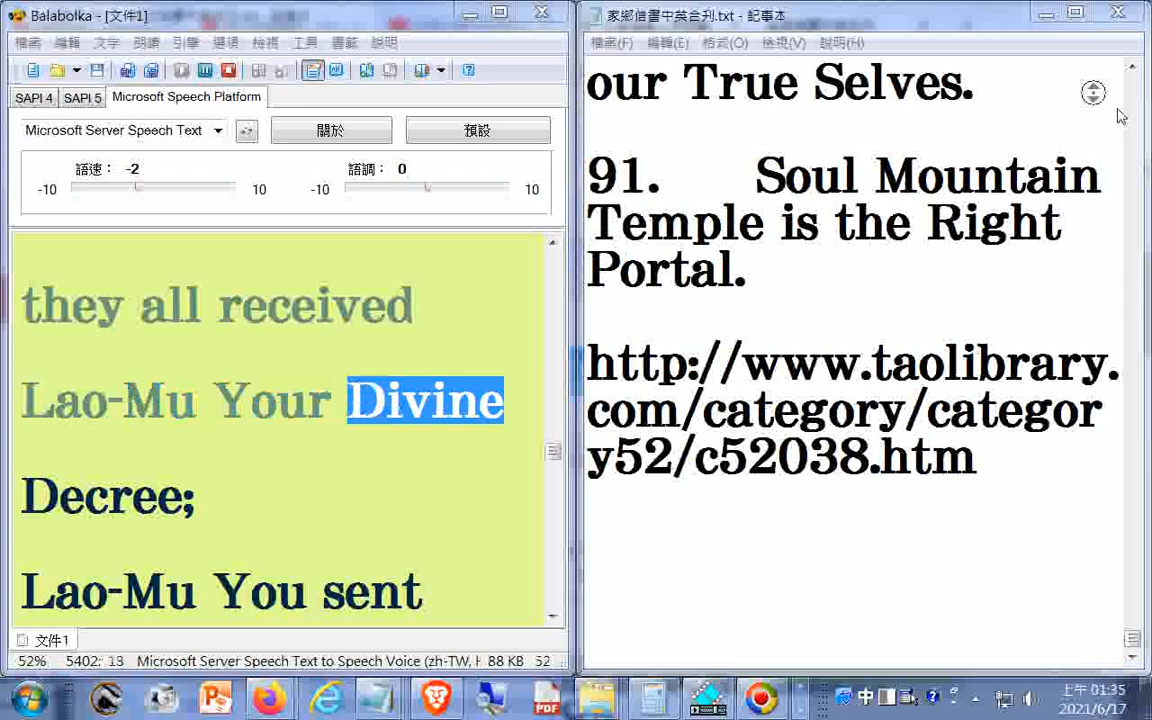 Balabolka - [文件1]
檔案 編輯 文字 朗讀 引擎 選項 檢視 工具 書籤 說明
SAPI 4 SAPI 5 Microsoft Speech Platform
Microsoft Server Speech Text 關於 預設
語速： -2 語調： 0
-10 10 -10 10
they all received
Lao-Mu Your Divine
Decree;
Lao-Mu You sent
文件1
52% 5402: 13 Microsoft Server Speech Text to Speech Voice (zh-TW, H 88 KB 52
家鄉信書中英合刋.txt - 記事本
檔案(F) 編輯(E) 格式(O) 檢視(V) 說明(H)
our True Selves.
91. Soul Mountain
Temple is the Right
Portal.
http://www.taolibrary.
com/category/categor
y52/c52038.htm
中
上午 01:35
2021/6/17